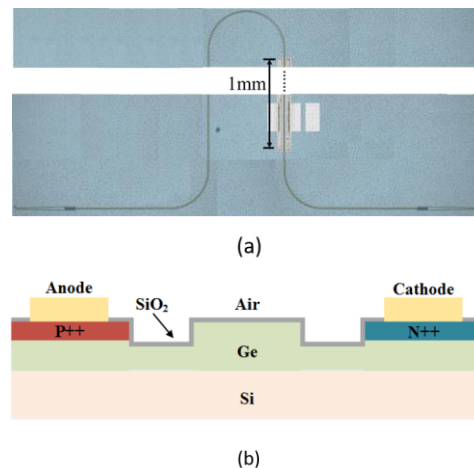 1mm
(a)
Anode
Cathode
SiO₂
Air
P++
N++
Ge
Si
(b)